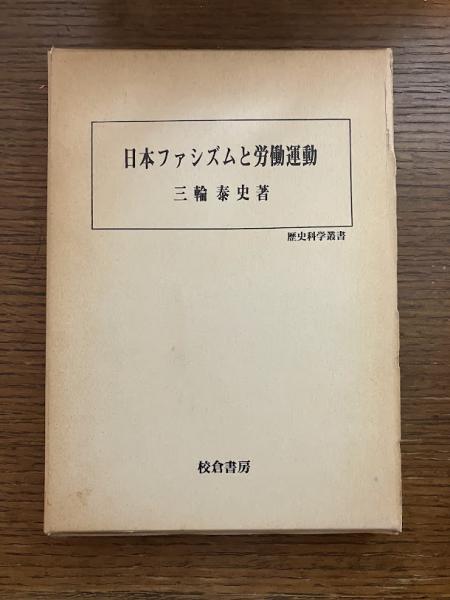 日本ファシズムと労働運動
三輪泰史著
歴史科学叢書
校倉書房